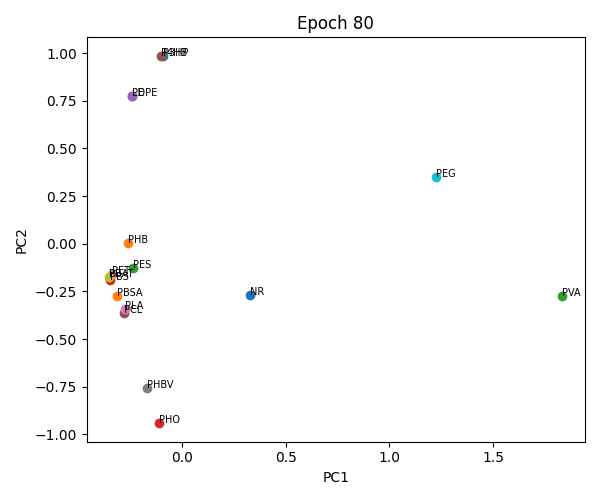 Epoch 80
1.00
0.75
0.50
0.25
0.00
−0.25
−0.50
−0.75
−1.00
PC2
LDPE
PEG
PHB
PES
PBSA
NR
PVA
PLA
PCL
PHBV
PHO
0.0
0.5
1.0
1.5
PC1